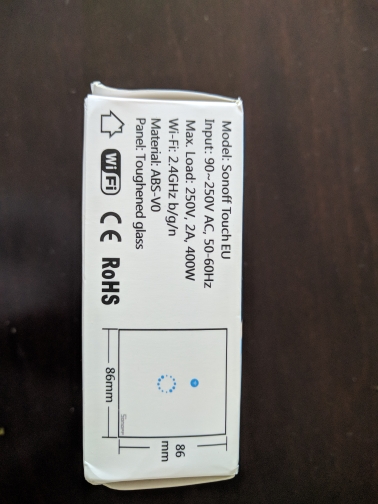 Model: Sonoff Touch EU
Input: 90~250V AC, 50-60Hz
Max. Load: 250V, 2A, 400W
Wi-Fi: 2.4GHz b/g/n
Material: ABS-V0
Panel: Toughened glass
WiFi CE RoHS
86
mm
86mm